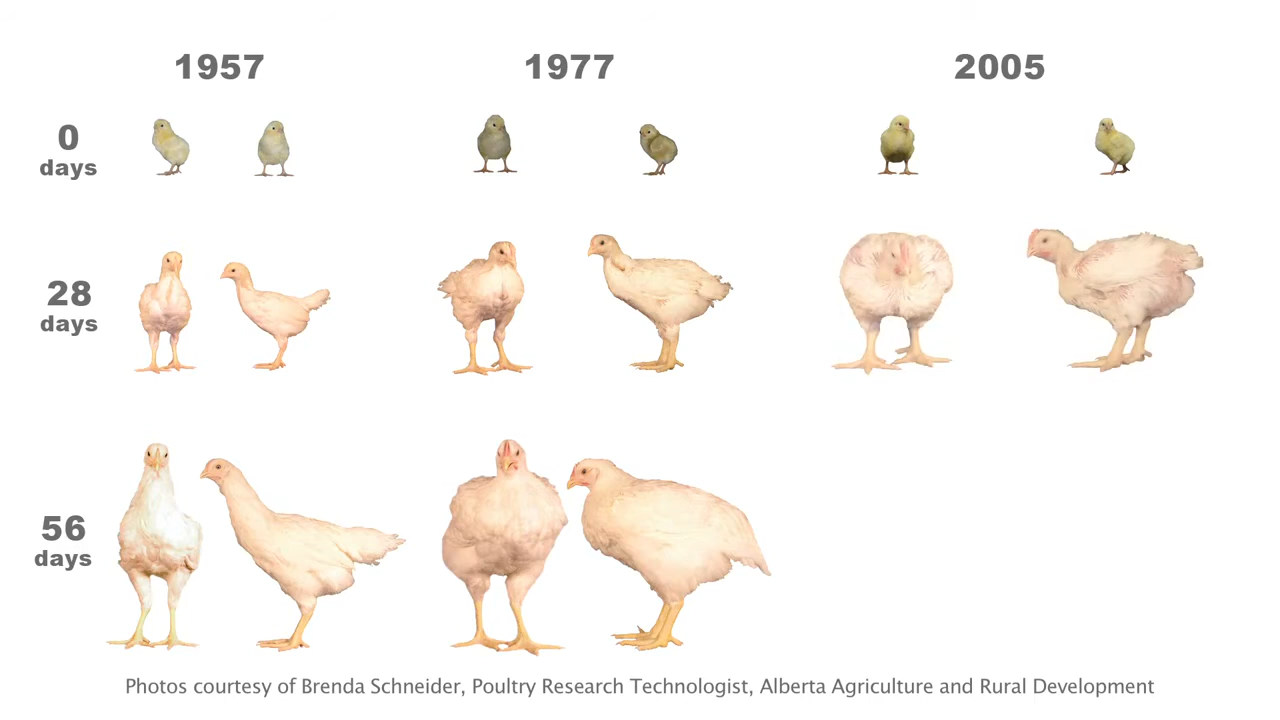 1957 1977 2005
0
days
28
days
56
days
Photos courtesy of Brenda Schneider, Poultry Research Technologist, Alberta Agriculture and Rural Development